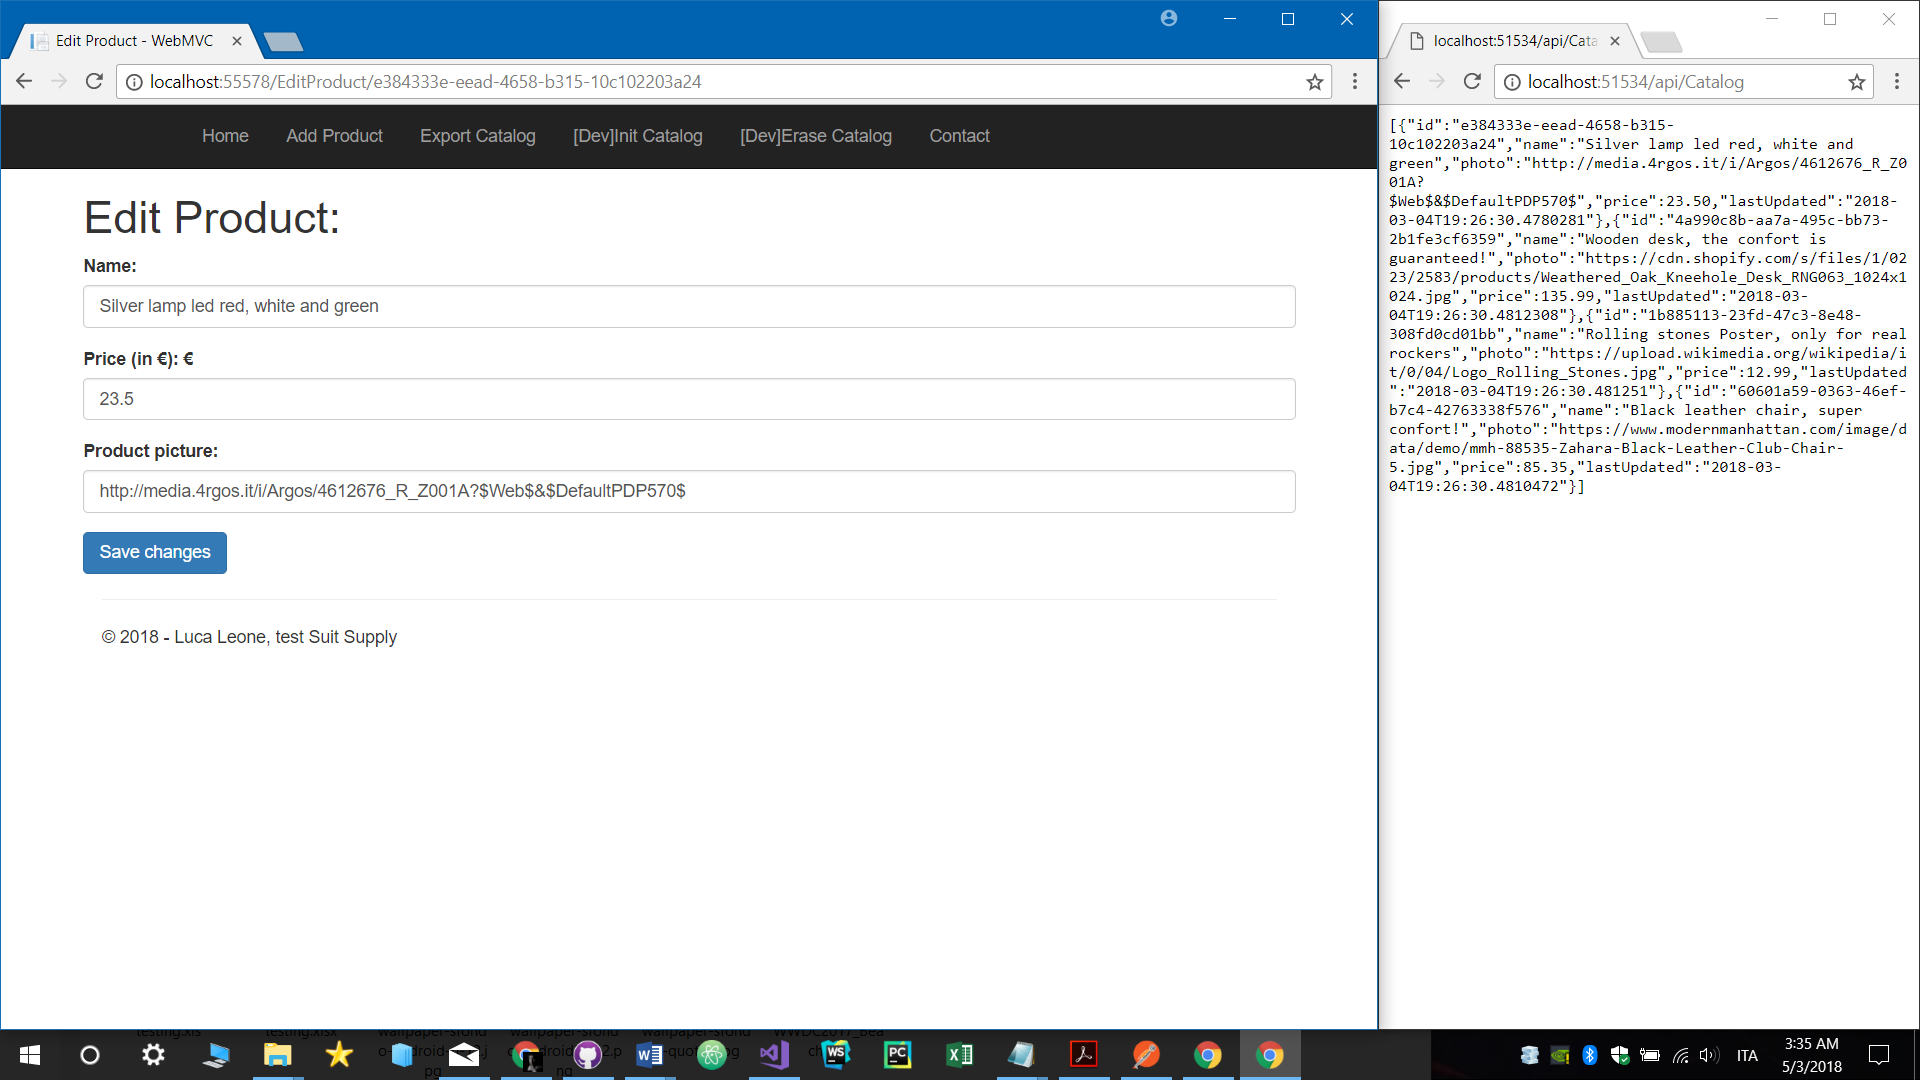 Edit Product - WebMVC
localhost:55578/EditProduct/e384333e-eead-4658-b315-10c102203a24
Home Add Product Export Catalog [Dev]Init Catalog [Dev]Erase Catalog Contact
Edit Product:
Name:
Silver lamp led red, white and green
Price (in €): €
23.5
Product picture:
http://media.4rgos.it/i/Argos/4612676_R_Z001A?$Web$&$DefaultPDP570$
Save changes
© 2018 - Luca Leone, test Suit Supply
localhost:51534/api/Cata
localhost:51534/api/Catalog
[{"id":"e384333e-eead-4658-b315-
10c102203a24","name":"Silver lamp led red, white and
green","photo":"http://media.4rgos.it/i/Argos/4612676_R_Z0
01A?
$Web$&$DefaultPDP570$","price":23.50,"lastUpdated":"2018-
03-04T19:26:30.4780281"},{"id":"4a990c8b-aa7a-495c-bb73-
2b1fe3cf6359","name":"Wooden desk, the confort is
guaranteed!","photo":"https://cdn.shopify.com/s/files/1/02
23/2583/products/Weathered_Oak_Kneehole_Desk_RNG063_1024x1
024.jpg","price":135.99,"lastUpdated":"2018-03-
04T19:26:30.4812308"},{"id":"1b885113-23fd-47c3-8e48-
308fd0cd01bb","name":"Rolling stones Poster, only for real
rockers","photo":"https://upload.wikimedia.org/wikipedia/i
t/0/04/Logo_Rolling_Stones.jpg","price":12.99,"lastUpdated
":"2018-03-04T19:26:30.481251"},{"id":"60601a59-0363-46ef-
b7c4-42763338f576","name":"Black leather chair, super
confort!","photo":"https://www.modernmanhattan.com/image/d
ata/demo/mmh-88535-Zahara-Black-Leather-Club-Chair-
5.jpg","price":85.35,"lastUpdated":"2018-03-
04T19:26:30.4810472"}]
WS
PC
ITA
3:35 AM
5/3/2018